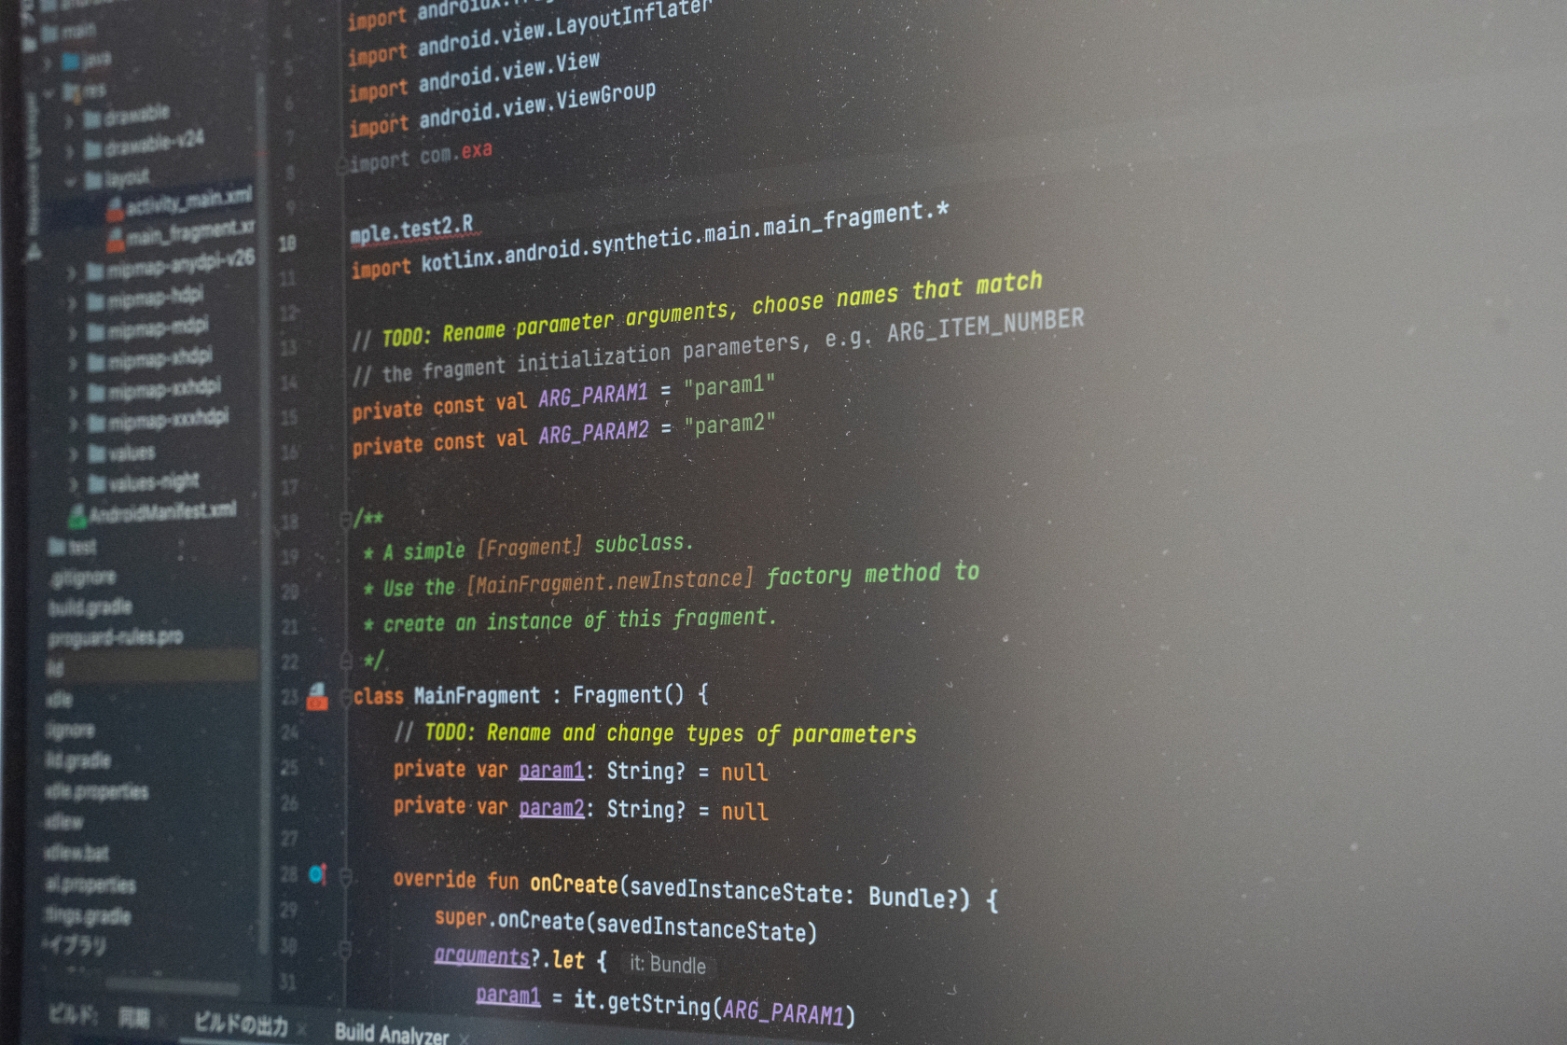 main
java
res
drawable
drawable-v24
layout
activity_main.xml
main_fragment.xr
mipmap-anydpi-v26
mipmap-hdpi
mipmap-mdpi
mipmap-xhdpi
mipmap-xxhdpi
mipmap-xxxhdpi
values
values-night
AndroidManifest.xml
test
.gitignore
build.gradle
proguard-rules.pro
ild
dle
ignore
ild.gradle
dle.properties
dlew
dlew.bat
al.properties
tings.gradle
イブラリ
4
5
6
7
8
9
10
11
12
13
14
15
16
17
18
19
20
21
22
23
24
25
26
27
28
29
30
31
import androidx.
import android.view.LayoutInflater
import android.view.View
import android.view.ViewGroup
import com.exa
mple.test2.R
import kotlinx.android.synthetic.main.main_fragment.*
// TODO: Rename parameter arguments, choose names that match
// the fragment initialization parameters, e.g. ARG_ITEM_NUMBER
private const val ARG_PARAM1 = "param1"
private const val ARG_PARAM2 = "param2"
/**
* A simple [Fragment] subclass.
* Use the [MainFragment.newInstance] factory method to
* create an instance of this fragment.
*/
class MainFragment : Fragment() {
// TODO: Rename and change types of parameters
private var param1: String? = null
private var param2: String? = null
override fun onCreate(savedInstanceState: Bundle?) {
super.onCreate(savedInstanceState)
arguments?.let { it: Bundle
param1 = it.getString(ARG_PARAM1)
ビルド: 同期 × ビルドの出力 × Build Analyzer ×